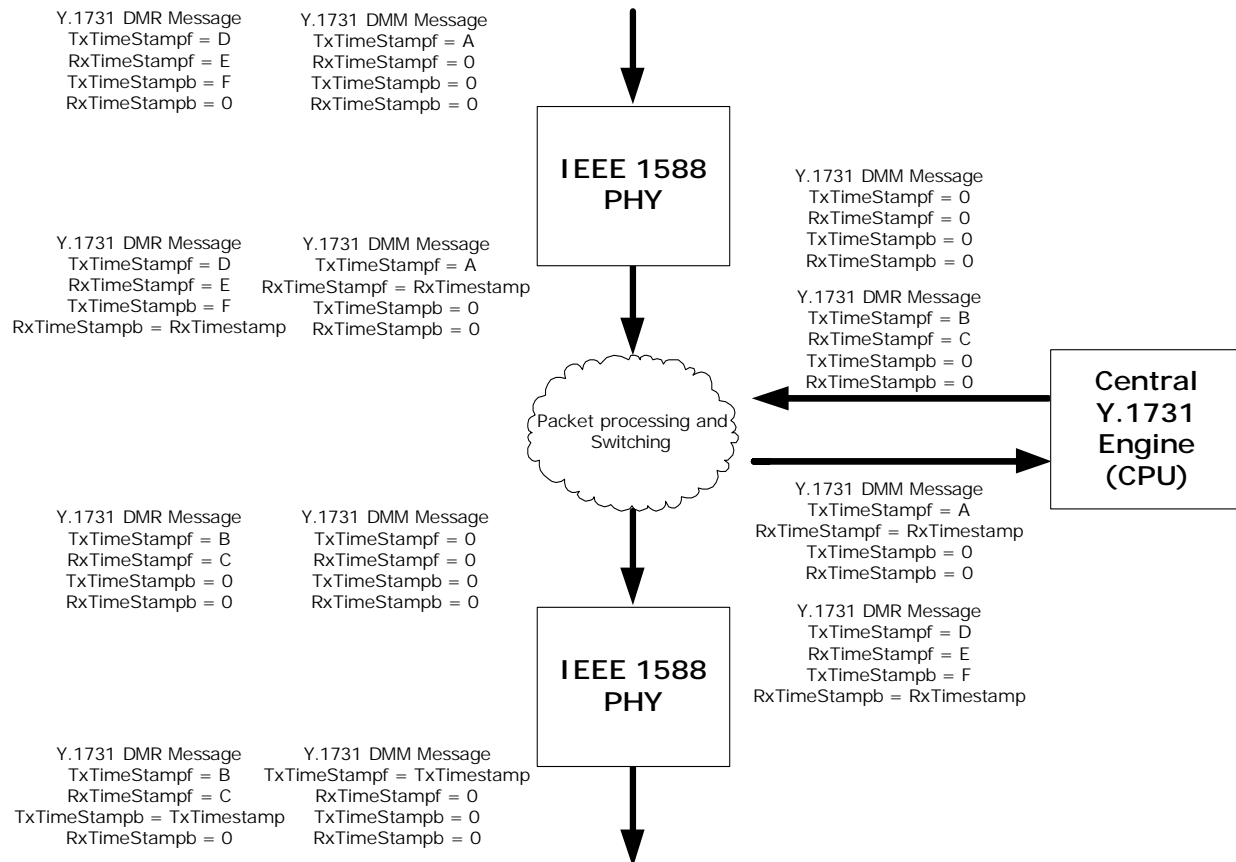 Y.1731 DMR Message
TxTimeStampf = D
RxTimeStampf = E
TxTimeStampb = F
RxTimeStampb = 0
Y.1731 DMM Message
TxTimeStampf = A
RxTimeStampf = 0
TxTimeStampb = 0
RxTimeStampb = 0
IEEE 1588
PHY
Y.1731 DMM Message
TxTimeStampf = 0
RxTimeStampf = 0
TxTimeStampb = 0
RxTimeStampb = 0
Y.1731 DMR Message
TxTimeStampf = D
RxTimeStampf = E
TxTimeStampb = F
RxTimeStampb = RxTimestamp
Y.1731 DMM Message
TxTimeStampf = A
RxTimeStampf = RxTimestamp
TxTimeStampb = 0
RxTimeStampb = 0
Y.1731 DMR Message
TxTimeStampf = B
RxTimeStampf = C
TxTimeStampb = 0
RxTimeStampb = 0
Packet processing and
Switching
Central
Y.1731
Engine
(CPU)
Y.1731 DMM Message
TxTimeStampf = A
RxTimeStampf = RxTimestamp
TxTimeStampb = 0
RxTimeStampb = 0
Y.1731 DMR Message
TxTimeStampf = B
RxTimeStampf = C
TxTimeStampb = 0
RxTimeStampb = 0
Y.1731 DMM Message
TxTimeStampf = 0
RxTimeStampf = 0
TxTimeStampb = 0
RxTimeStampb = 0
Y.1731 DMR Message
TxTimeStampf = D
RxTimeStampf = E
TxTimeStampb = F
RxTimeStampb = RxTimestamp
IEEE 1588
PHY
Y.1731 DMR Message
TxTimeStampf = B
RxTimeStampf = C
TxTimeStampb = TxTimestamp
RxTimeStampb = 0
Y.1731 DMM Message
TxTimeStampf = TxTimestamp
RxTimeStampf = 0
TxTimeStampb = 0
RxTimeStampb = 0